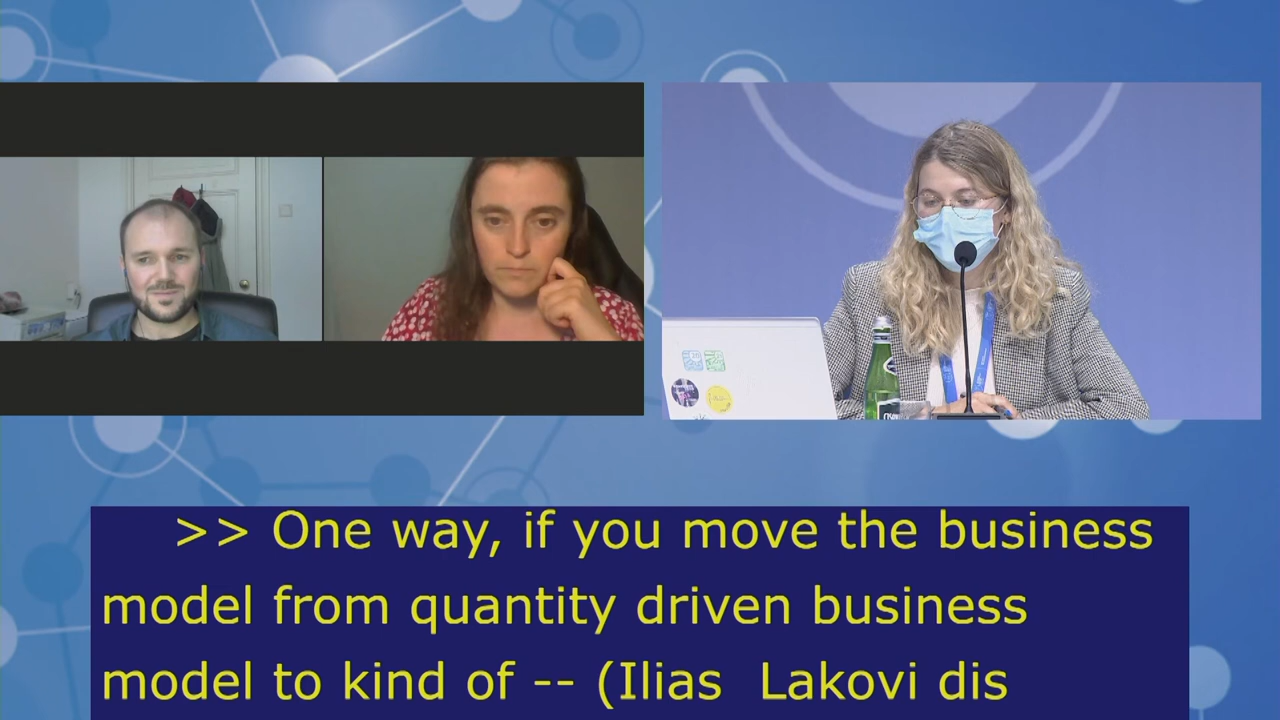 >> One way, if you move the business
model from quantity driven business
model to kind of -- (Ilias  Lakovi dis